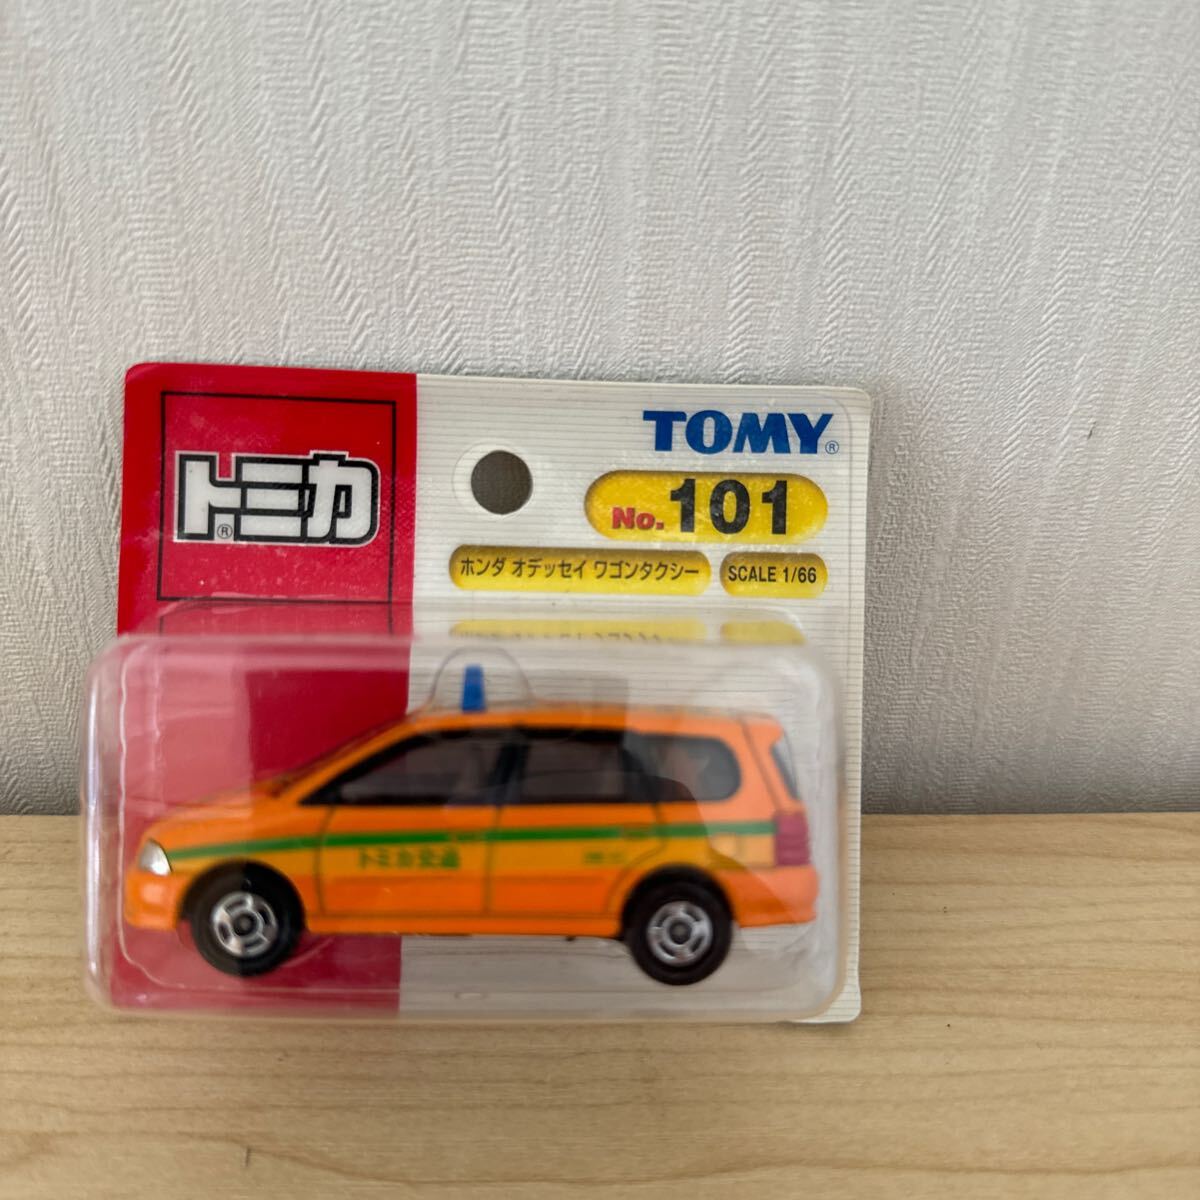 トミカ®
TOMY®
No. 101
ホンダ オデッセイ ワゴンタクシー
SCALE 1/66
トミカ交通